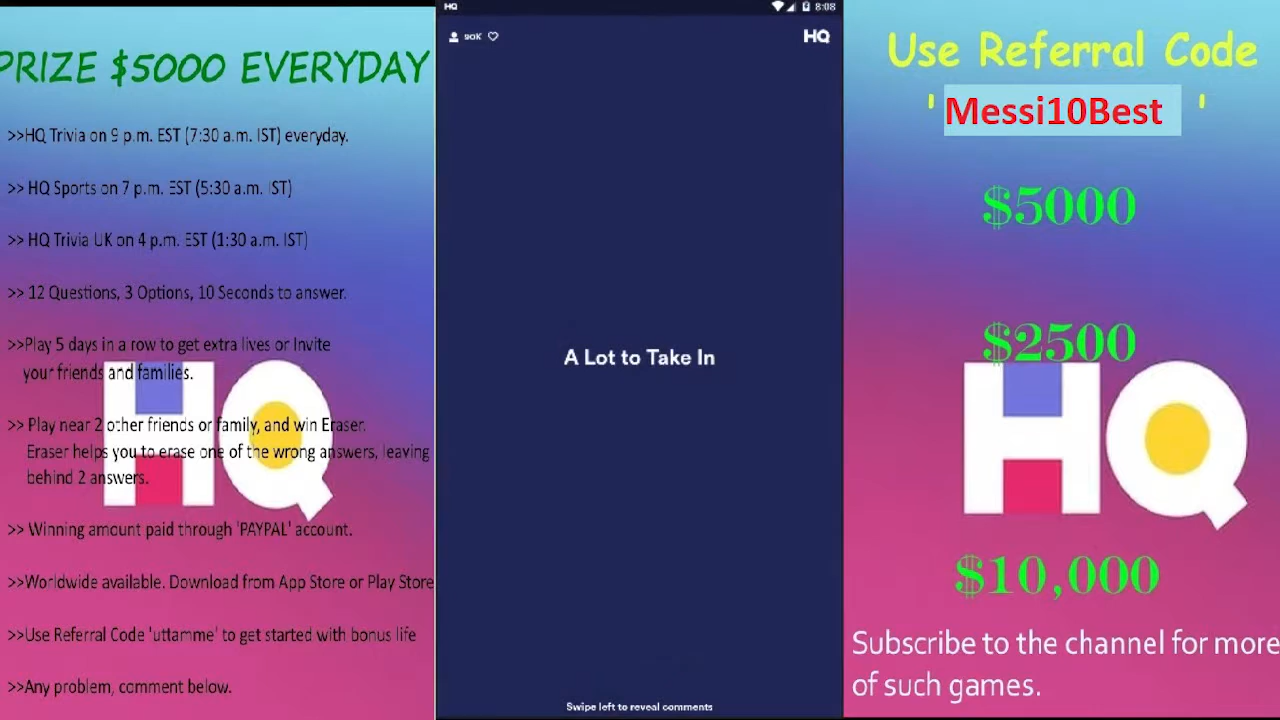 PRIZE $5000 EVERYDAY
>>HQ Trivia on 9 p.m. EST (7:30 a.m. IST) everyday.
>> HQ Sports on 7 p.m. EST (5:30 a.m. IST)
>> HQ Trivia UK on 4 p.m. EST (1:30 a.m. IST)
>> 12 Questions, 3 Options, 10 Seconds to answer.
>>Play 5 days in a row to get extra lives or Invite
your friends and families.
>> Play near 2 other friends or family, and win Eraser.
Eraser helps you to erase one of the wrong answers, leaving
behind 2 answers.
>> Winning amount paid through 'PAYPAL' account.
>>Worldwide available. Download from App Store or Play Store
>>Use Referral Code 'uttamme' to get started with bonus life
>>Any problem, comment below.
HQ
HQ
8:08
90K
HQ
A Lot to Take In
Swipe left to reveal comments
Use Referral Code
' Messi10Best '
$5000
$2500
HQ
$10,000
Subscribe to the channel for more
of such games.